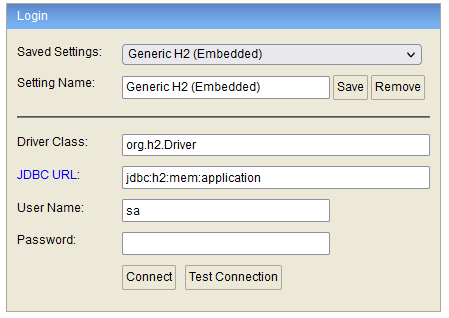 Login
Saved Settings: Generic H2 (Embedded)
Setting Name: Generic H2 (Embedded) Save Remove
Driver Class: org.h2.Driver
JDBC URL: jdbc:h2:mem:application
User Name: sa
Password:
Connect Test Connection